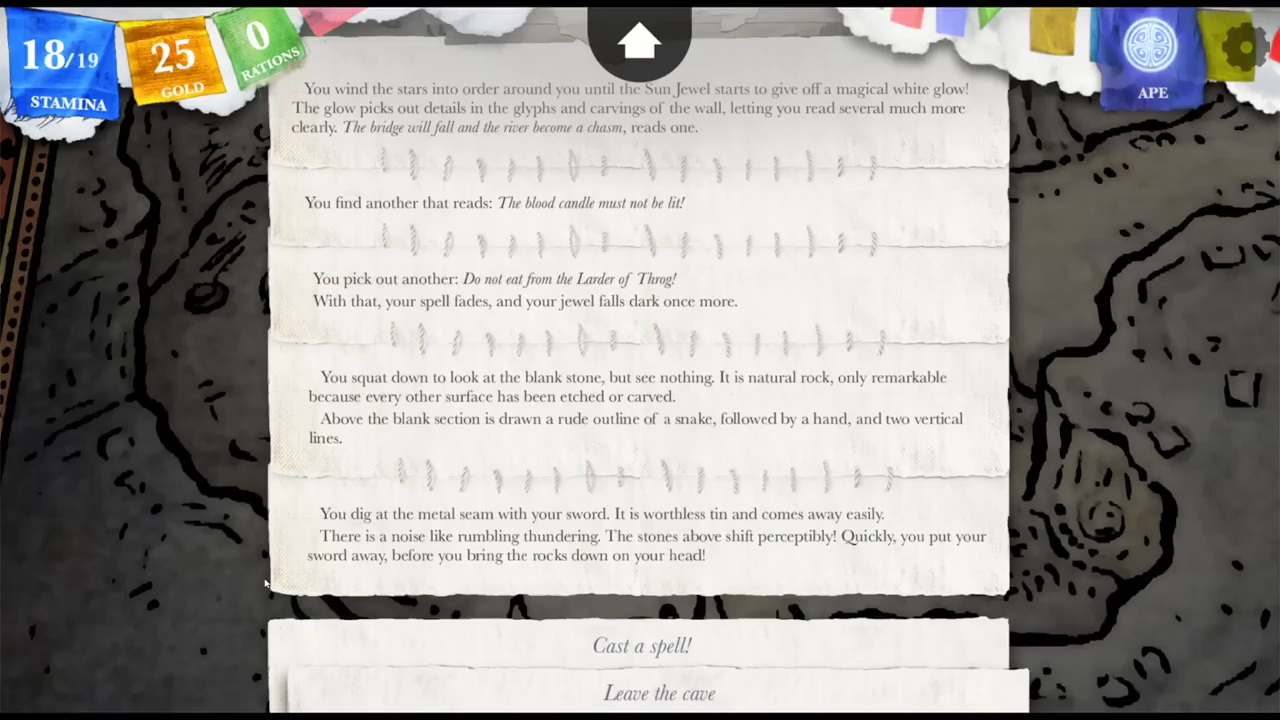 18/19
STAMINA
25
GOLD
0
RATIONS
APE
You wind the stars into order around you until the Sun Jewel starts to give off a magical white glow!
The glow picks out details in the glyphs and carvings of the wall, letting you read several much more
clearly. The bridge will fall and the river become a chasm, reads one.
You find another that reads: The blood candle must not be lit!
You pick out another: Do not eat from the Larder of Throg!
With that, your spell fades, and your jewel falls dark once more.
You squat down to look at the blank stone, but see nothing. It is natural rock, only remarkable
because every other surface has been etched or carved.
Above the blank section is drawn a rude outline of a snake, followed by a hand, and two vertical
lines.
You dig at the metal seam with your sword. It is worthless tin and comes away easily.
There is a noise like rumbling thundering. The stones above shift perceptibly! Quickly, you put your
sword away, before you bring the rocks down on your head!
Cast a spell!
Leave the cave